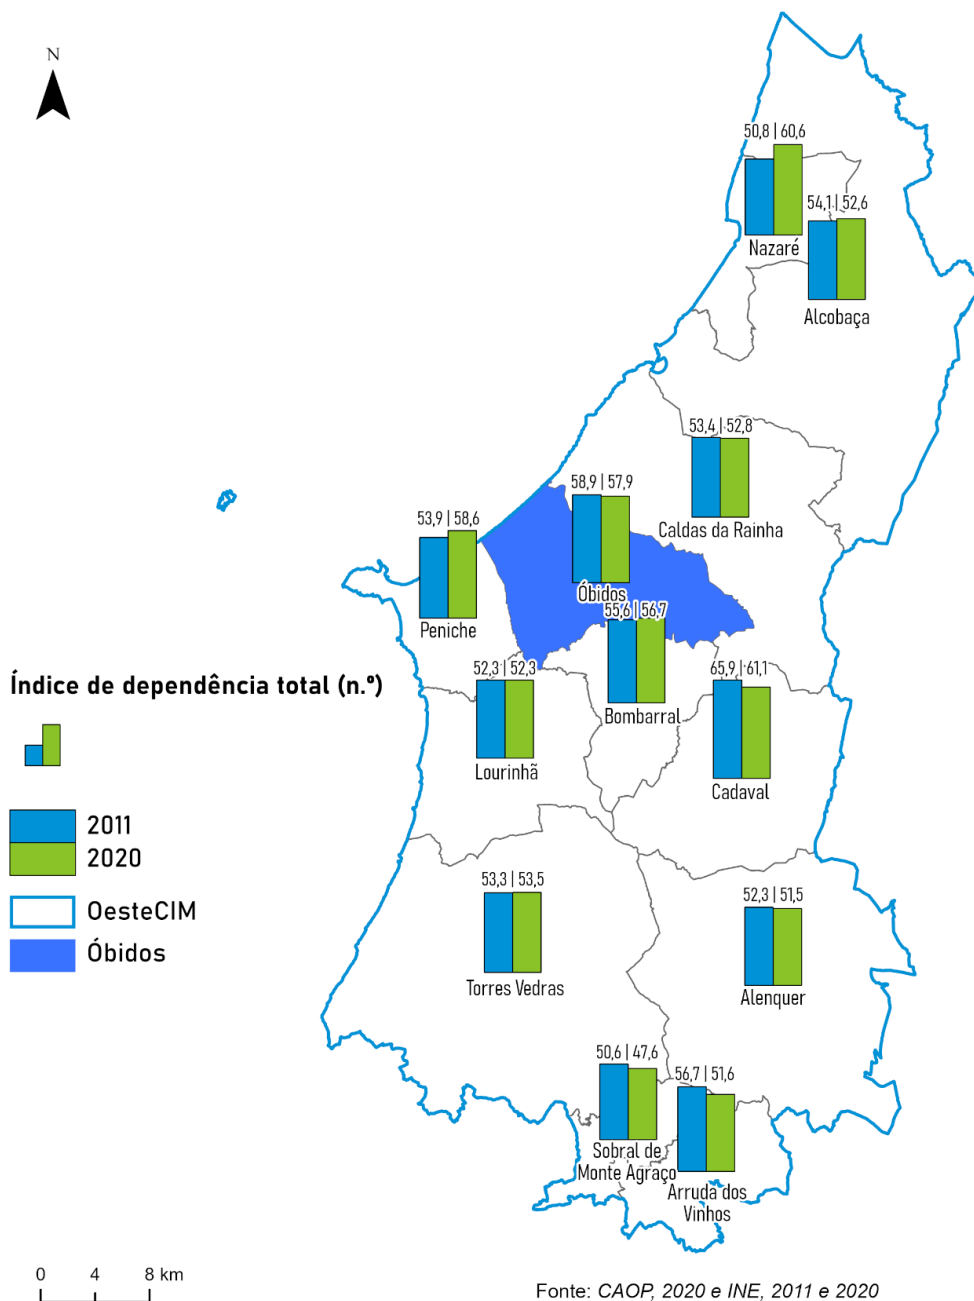 N
50,8 | 60,6
Nazaré
54,1 | 52,6
Alcobaça
53,4 | 52,8
Caldas da Rainha
58,9 | 57,9
Óbidos
53,9 | 58,6
Peniche
55,6 | 56,7
Bombarral
52,3 | 52,3
Lourinhã
65,9 | 61,1
Cadaval
Índice de dependência total (n.º)
2011
2020
OesteCIM
Óbidos
53,3 | 53,5
Torres Vedras
52,3 | 51,5
Alenquer
50,6 | 47,6
Sobral de
Monte Agraço
56,7 | 51,6
Arruda dos
Vinhos
0 4 8 km
Fonte: CAOP, 2020 e INE, 2011 e 2020